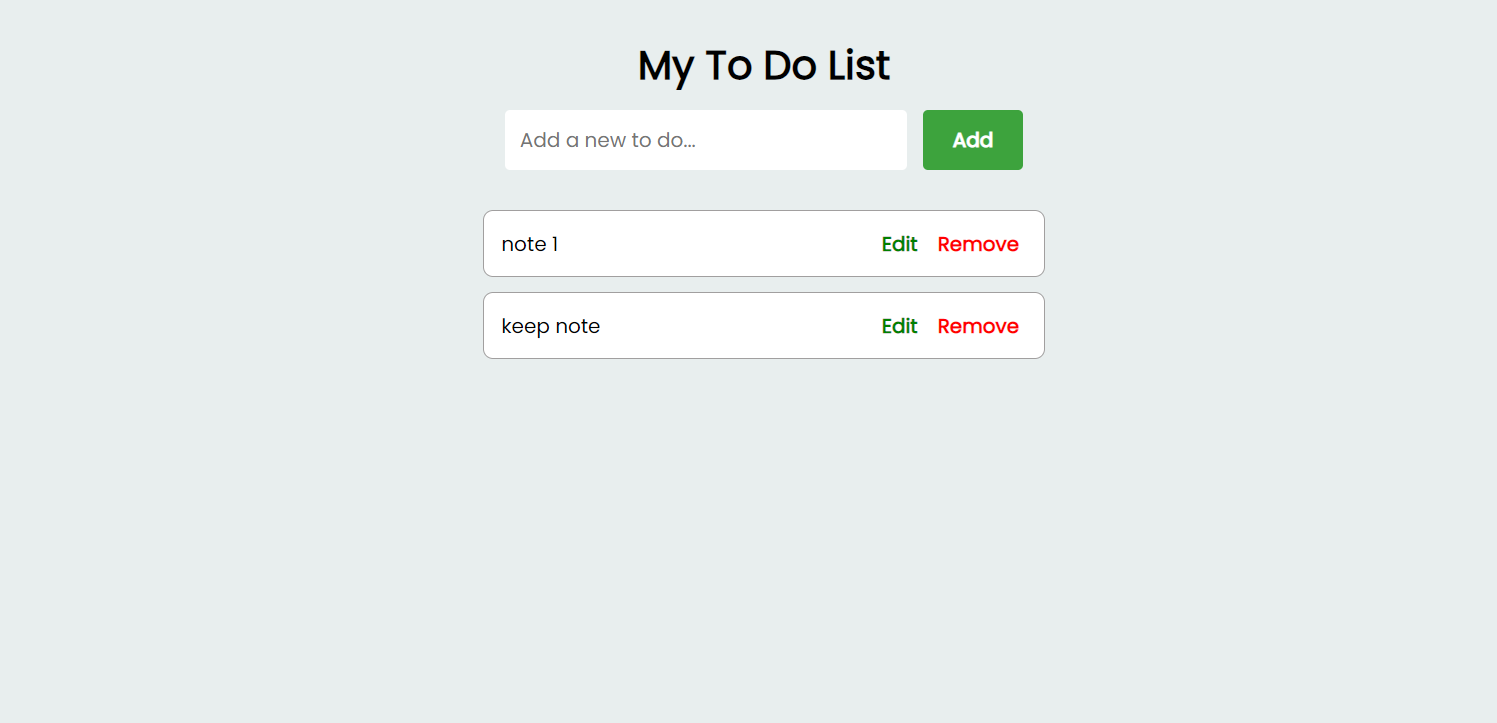 My To Do List
Add a new to do...
Add
note 1
Edit
Remove
keep note
Edit
Remove